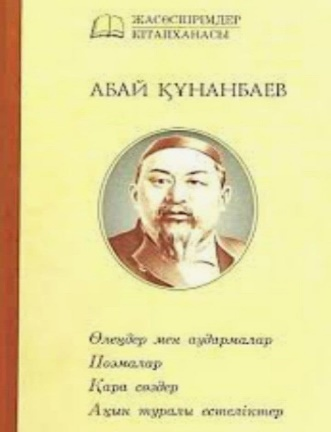 ЖАСӨСПІРІМДЕР
КІТАПХАНАСЫ
АБАЙ ҚҰНАНБАЕВ
Өлеңдер мен аудармалар
Поэмалар
Қара сөздер
Ақын туралы естеліктер